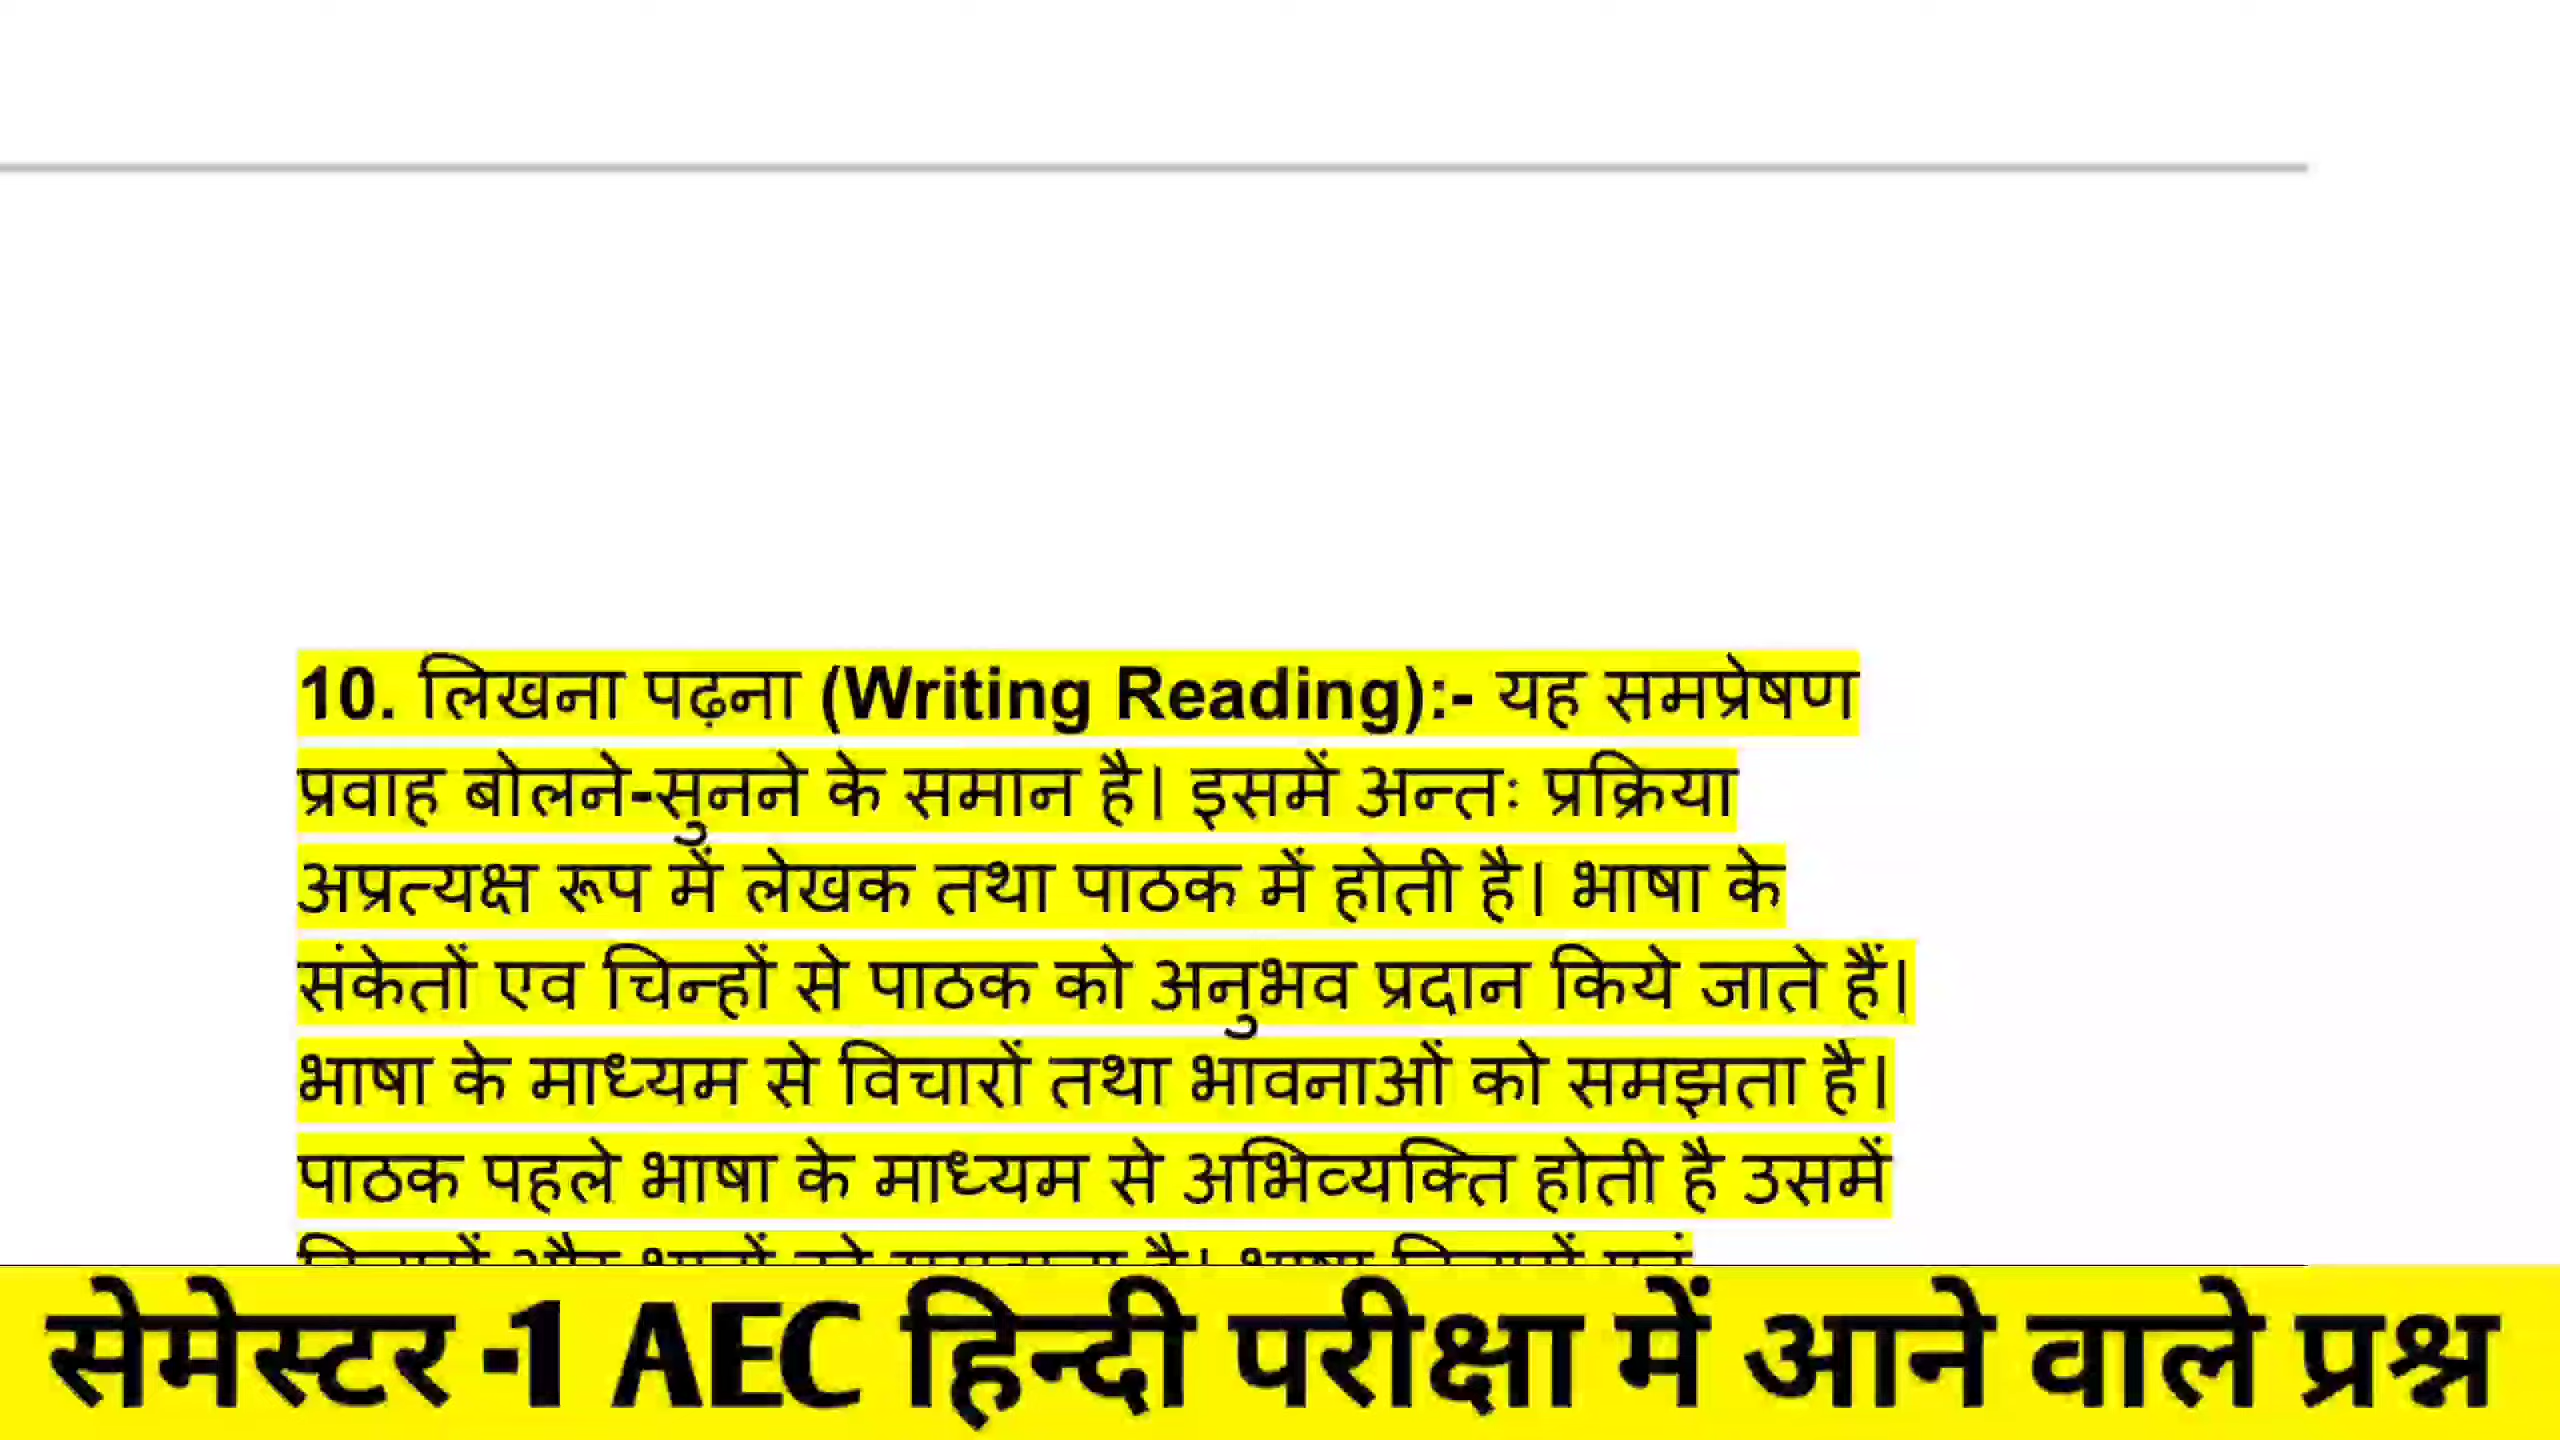 10. लिखना पढ़ना (Writing Reading):- यह समप्रेषण
प्रवाह बोलने-सुनने के समान है। इसमें अन्तः प्रक्रिया
अप्रत्यक्ष रूप में लेखक तथा पाठक में होती है। भाषा के
संकेतों एव चिन्हों से पाठक को अनुभव प्रदान किये जाते हैं।
भाषा के माध्यम से विचारों तथा भावनाओं को समझता है।
पाठक पहले भाषा के माध्यम से अभिव्यक्ति होती है उसमें
सेमेस्टर -1 AEC हिन्दी परीक्षा में आने वाले प्रश्न